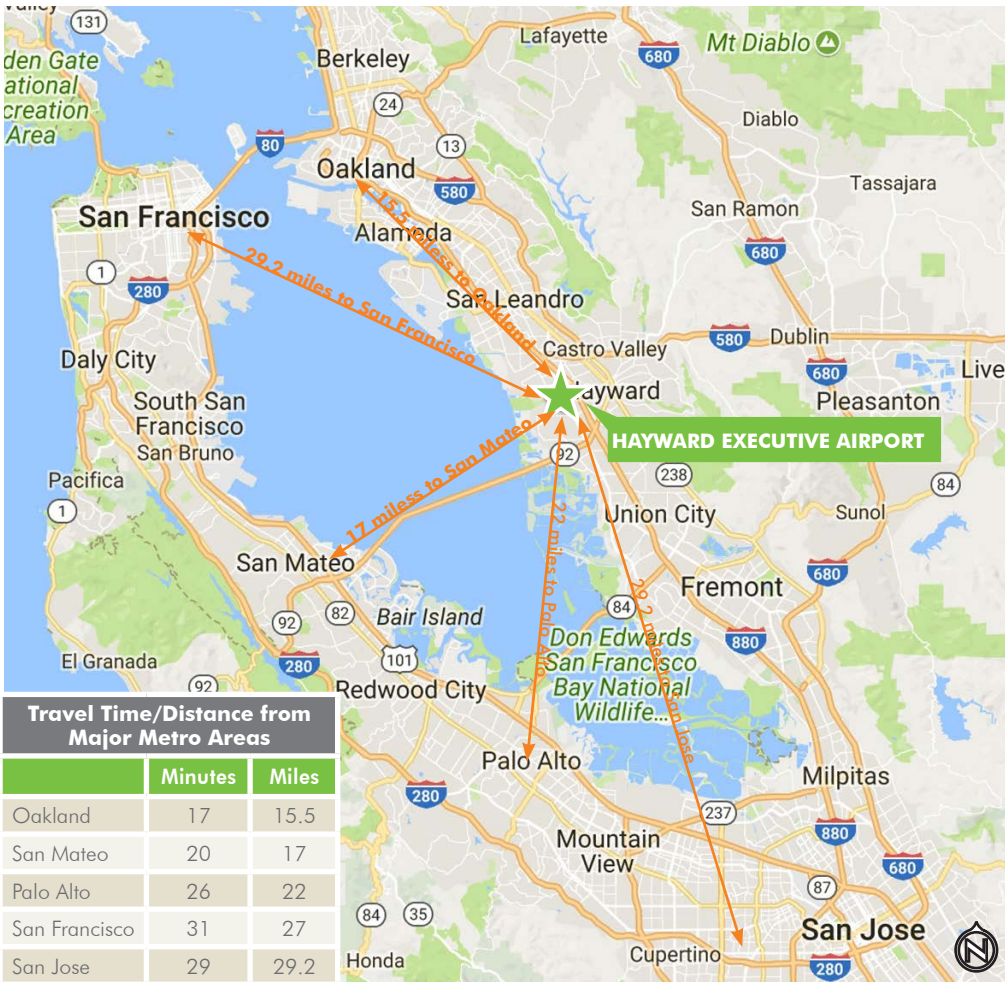 Valley
131
den Gate
ational
creation
Area
Berkeley
Lafayette
680
Mt Diablo
24
80
13
Diablo
Oakland
580
Tassajara
San Francisco
San Ramon
Alameda
680
1
280
15.5 miless to Oakland
29.2 miles to San Francisco
San Leandro
580
Dublin
Castro Valley
Daly City
680
Live
South San
Francisco
ayward
Pleasanton
San Bruno
HAYWARD EXECUTIVE AIRPORT
17 miless to San Mateo
92
238
Pacifica
84
1
22 miles to Palo Alto
Union City
Sunol
San Mateo
680
Fremont
29.2 miles to San Jose
84
82
92
Bair Island
880
Don Edwards
San Francisco
Bay National
Wildlife...
El Granada
280
101
92
Redwood City
Travel Time/Distance from
Major Metro Areas
Minutes Miles
Oakland 17 15.5
San Mateo 20 17
Palo Alto 26 22
San Francisco 31 27
San Jose 29 29.2
Palo Alto
Milpitas
280
237
Mountain
View
880
680
87
84
35
San Jose
Honda
Cupertino
280
N